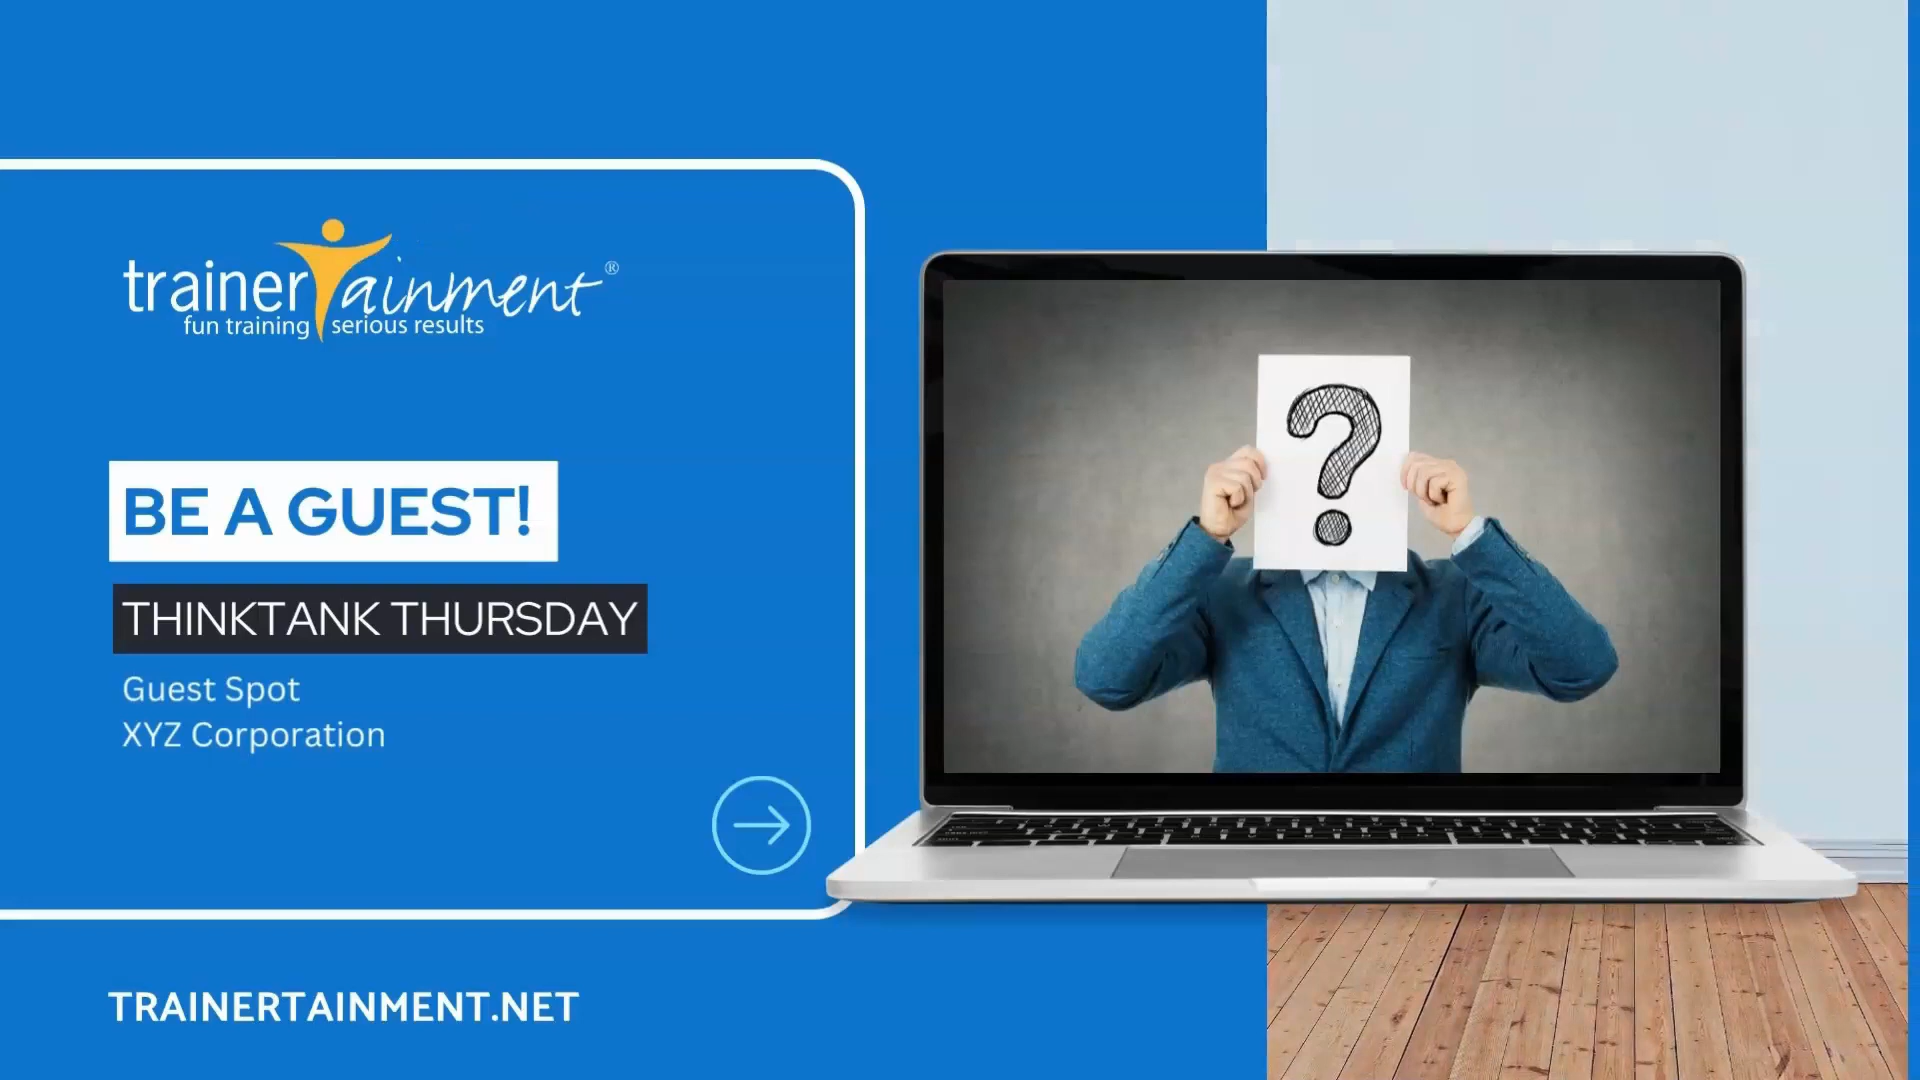 trainertainment®
fun training serious results
BE A GUEST!
THINKTANK THURSDAY
Guest Spot
XYZ Corporation
?
TRAINERTAINMENT.NET